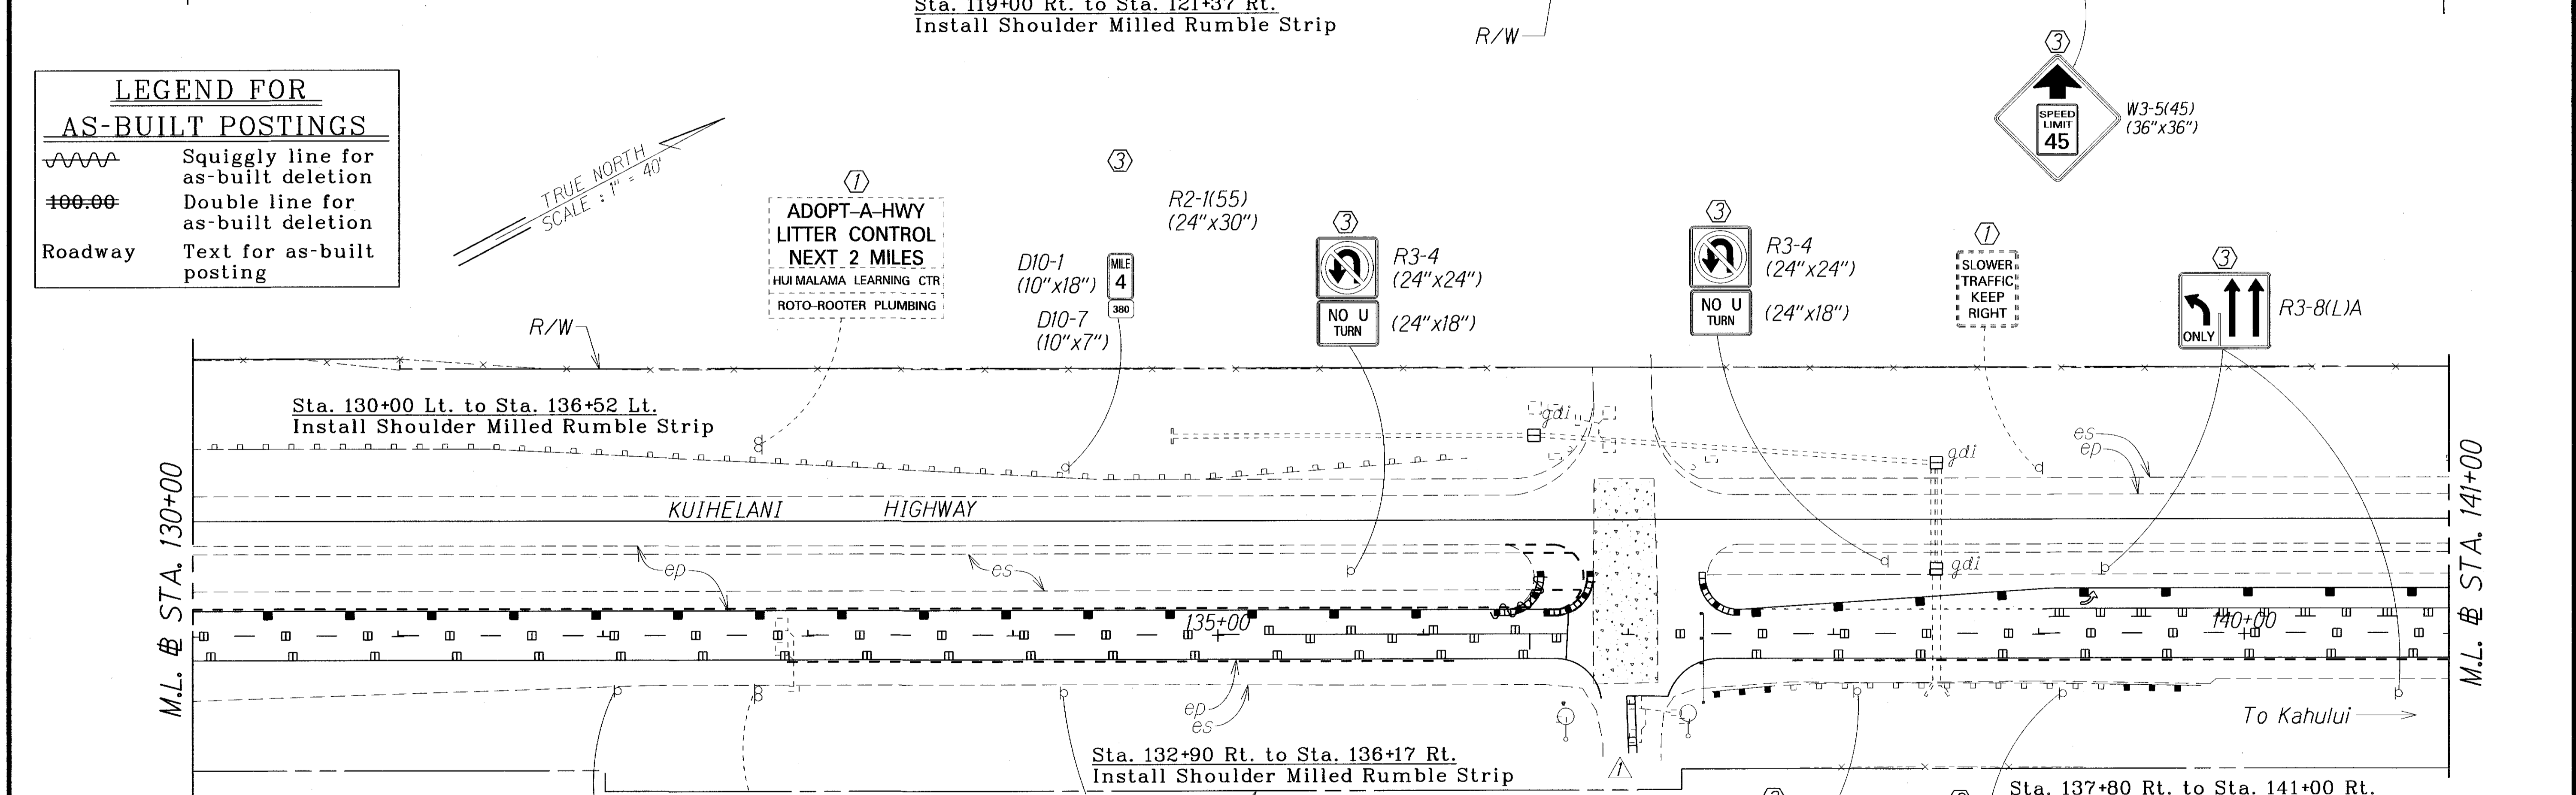 Sta. 119+00 Rt. to Sta. 121+37 Rt.
Install Shoulder Milled Rumble Strip
R/W
LEGEND FOR
AS-BUILT POSTINGS
Squiggly line for
as-built deletion
100.00
Double line for
as-built deletion
Roadway
Text for as-built
posting
TRUE NORTH
SCALE : 1" = 40'
1
ADOPT-A-HWY
LITTER CONTROL
NEXT 2 MILES
HUI MALAMA LEARNING CTR
ROTO-ROOTER PLUMBING
3
R2-1(55)
(24"x30")
D10-1
(10"x18")
MILE
4
380
D10-7
(10"x7")
3
R3-4
(24"x24")
NO U
TURN
(24"x18")
3
R3-4
(24"x24")
NO U
TURN
(24"x18")
3
SPEED
LIMIT
45
W3-5(45)
(36"x36")
1
SLOWER
TRAFFIC
KEEP
RIGHT
3
ONLY
R3-8(L)A
R/W
Sta. 130+00 Lt. to Sta. 136+52 Lt.
Install Shoulder Milled Rumble Strip
gdi
gdi
es
ep
M.L. ⅊ STA. 130+00
KUIHELANI HIGHWAY
M.L. ⅊ STA. 141+00
ep
es
gdi
135+00
140+00
ep
es
To Kahului
Sta. 132+90 Rt. to Sta. 136+17 Rt.
Install Shoulder Milled Rumble Strip
1
Sta. 137+80 Rt. to Sta. 141+00 Rt.